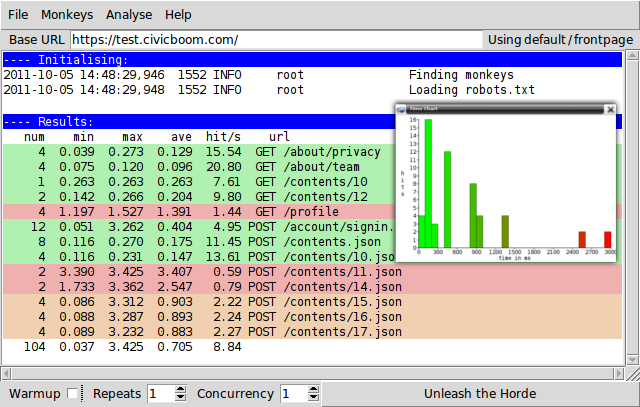 File Monkeys Analyse Help
Base URL https://test.civicboom.com/ Using default/frontpage
---- Initialising:
2011-10-05 14:48:29,946 1552 INFO root Finding monkeys
2011-10-05 14:48:29,948 1552 INFO root Loading robots.txt
---- Results:
num min max ave hit/s url
4 0.039 0.273 0.129 15.54 GET /about/privacy
4 0.075 0.120 0.096 20.80 GET /about/team
1 0.263 0.263 0.263 7.61 GET /contents/10
2 0.142 0.266 0.204 9.80 GET /contents/12
4 1.197 1.527 1.391 1.44 GET /profile
12 0.051 3.262 0.404 4.95 POST /account/signin.
8 0.116 0.270 0.175 11.45 POST /contents.json
4 0.116 0.231 0.147 13.61 POST /contents/10.json
2 3.390 3.425 3.407 0.59 POST /contents/11.json
2 1.733 3.362 2.547 0.79 POST /contents/14.json
4 0.086 3.312 0.903 2.22 POST /contents/15.json
4 0.088 3.287 0.893 2.24 POST /contents/16.json
4 0.089 3.232 0.883 2.27 POST /contents/17.json
104 0.037 3.425 0.705 8.84
Time Chart
16
15
14
13
12
11
10
9
8
7
6
5
4
3
2
1
0
hits
0 300 600 900 1200 1500 1800 2100 2400 2700 3000
time in ms
Warmup Repeats 1 Concurrency 1 Unleash the Horde